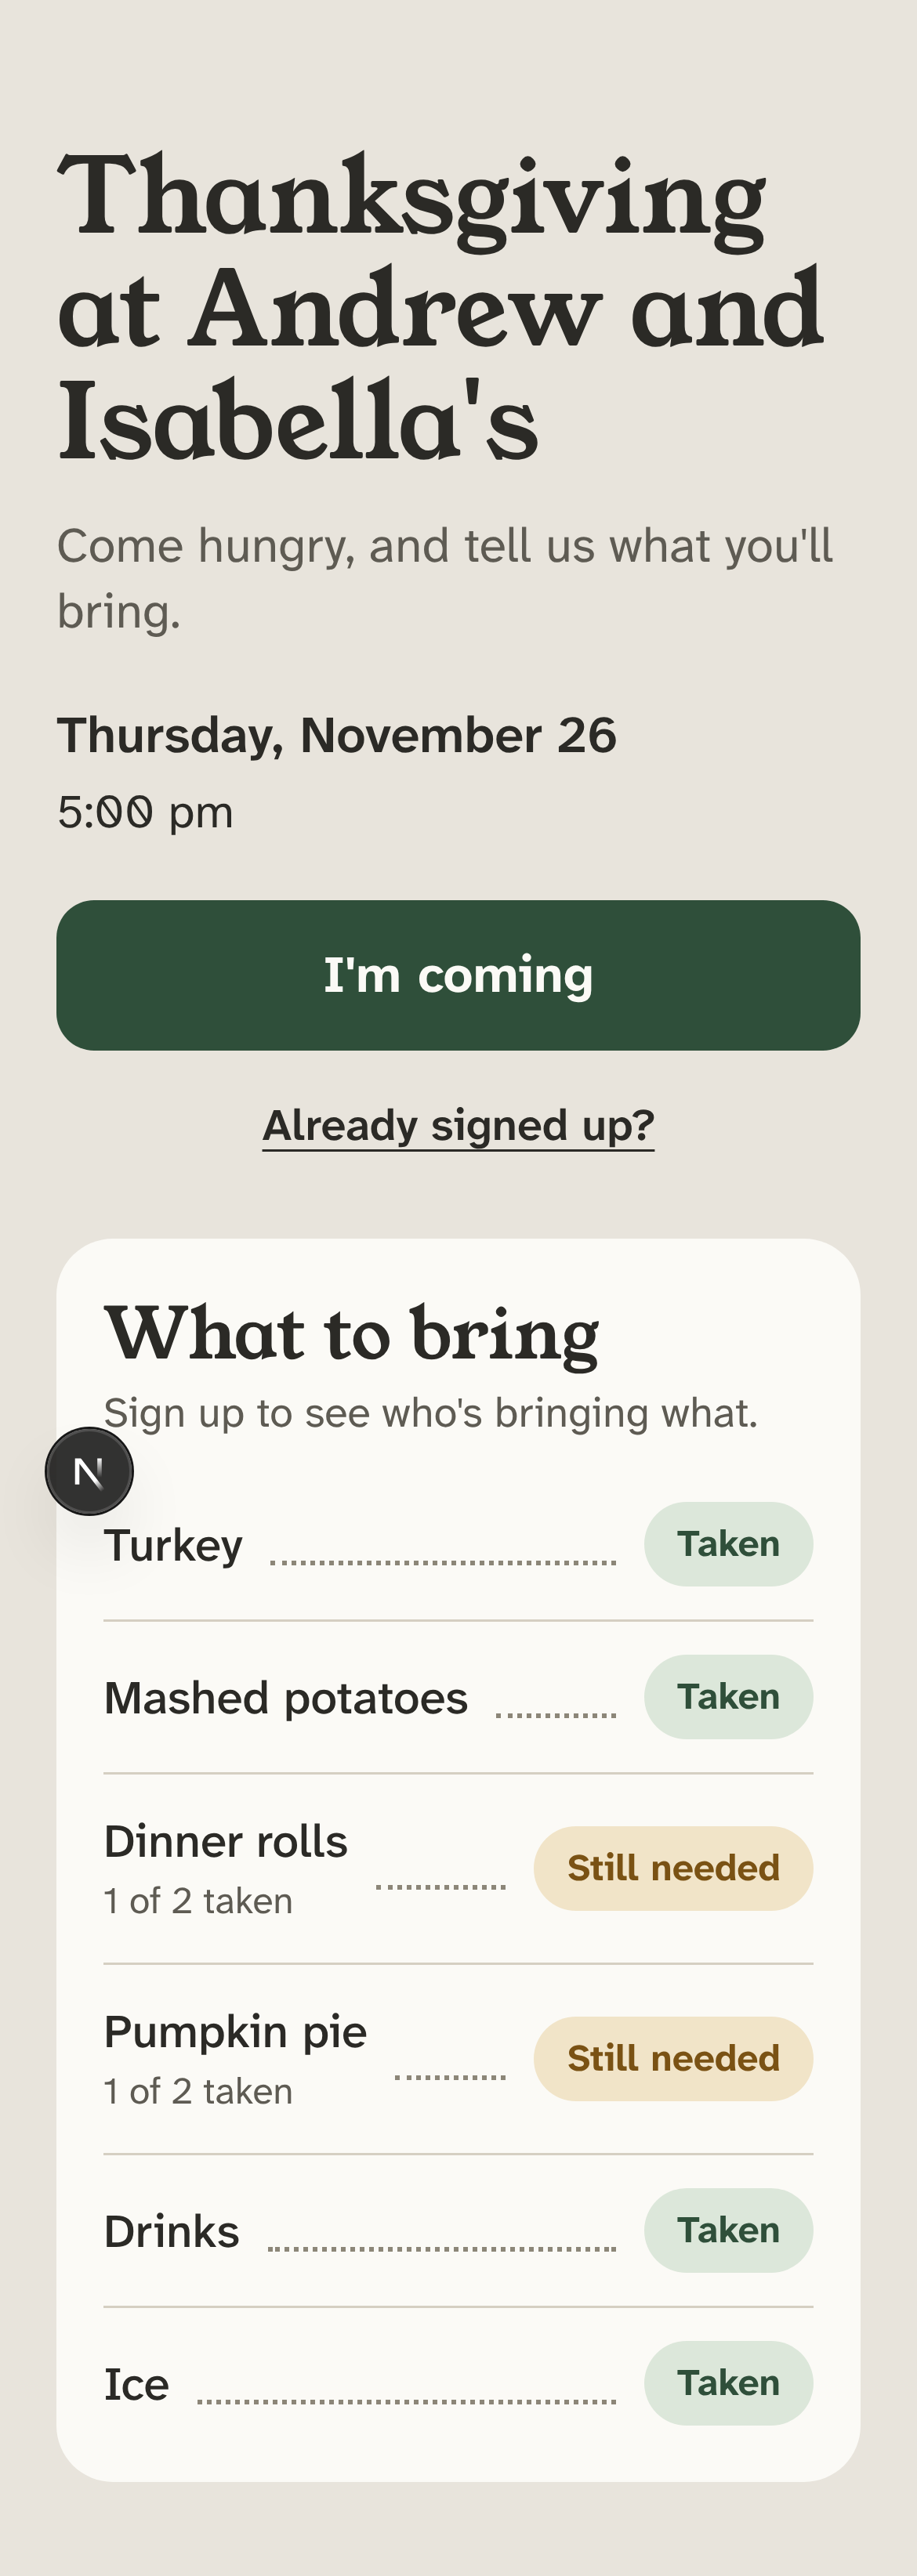 Thanksgiving
at Andrew and
Isabella's
Come hungry, and tell us what you'll
bring.
Thursday, November 26
5:00 pm
I'm coming
Already signed up?
What to bring
Sign up to see who's bringing what.
N
Turkey Taken
Mashed potatoes Taken
Dinner rolls
1 of 2 taken
Still needed
Pumpkin pie
1 of 2 taken
Still needed
Drinks Taken
Ice Taken